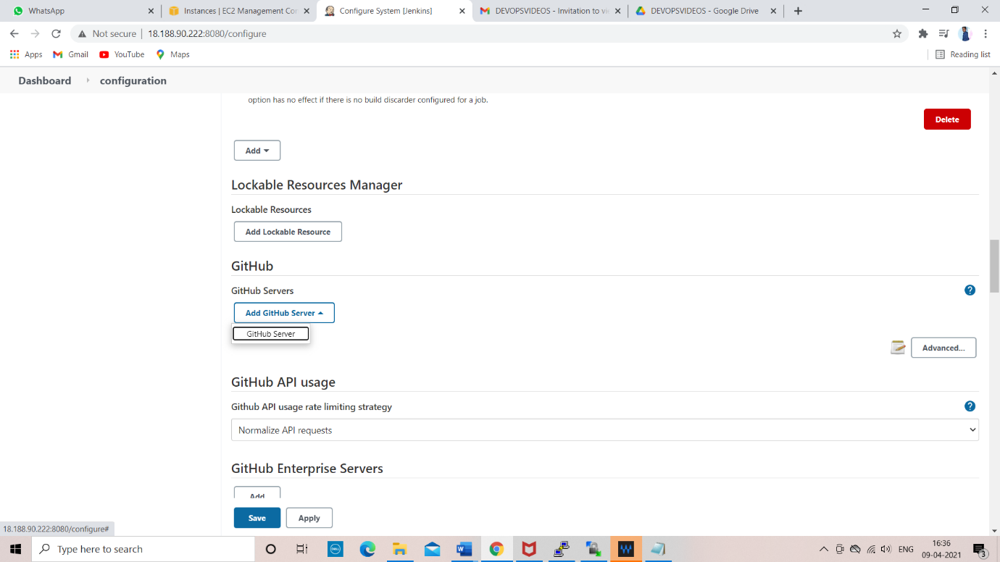 WhatsApp
Instances | EC2 Management Con
Configure System [Jenkins]
DEVOPSVIDEOS - Invitation to vi
DEVOPSVIDEOS - Google Drive
Not secure
18.188.90.222:8080/configure
Apps
Gmail
YouTube
Maps
Reading list
Dashboard
configuration
option has no effect if there is no build discarder configured for a job.
Delete
Add
Lockable Resources Manager
Lockable Resources
Add Lockable Resource
GitHub
GitHub Servers
?
Add GitHub Server
GitHub Server
Advanced...
GitHub API usage
Github API usage rate limiting strategy
?
Normalize API requests
GitHub Enterprise Servers
Add
Save
Apply
18.188.90.222:8080/configure#
Type here to search
DELL
W
ENG
16:36
09-04-2021
3